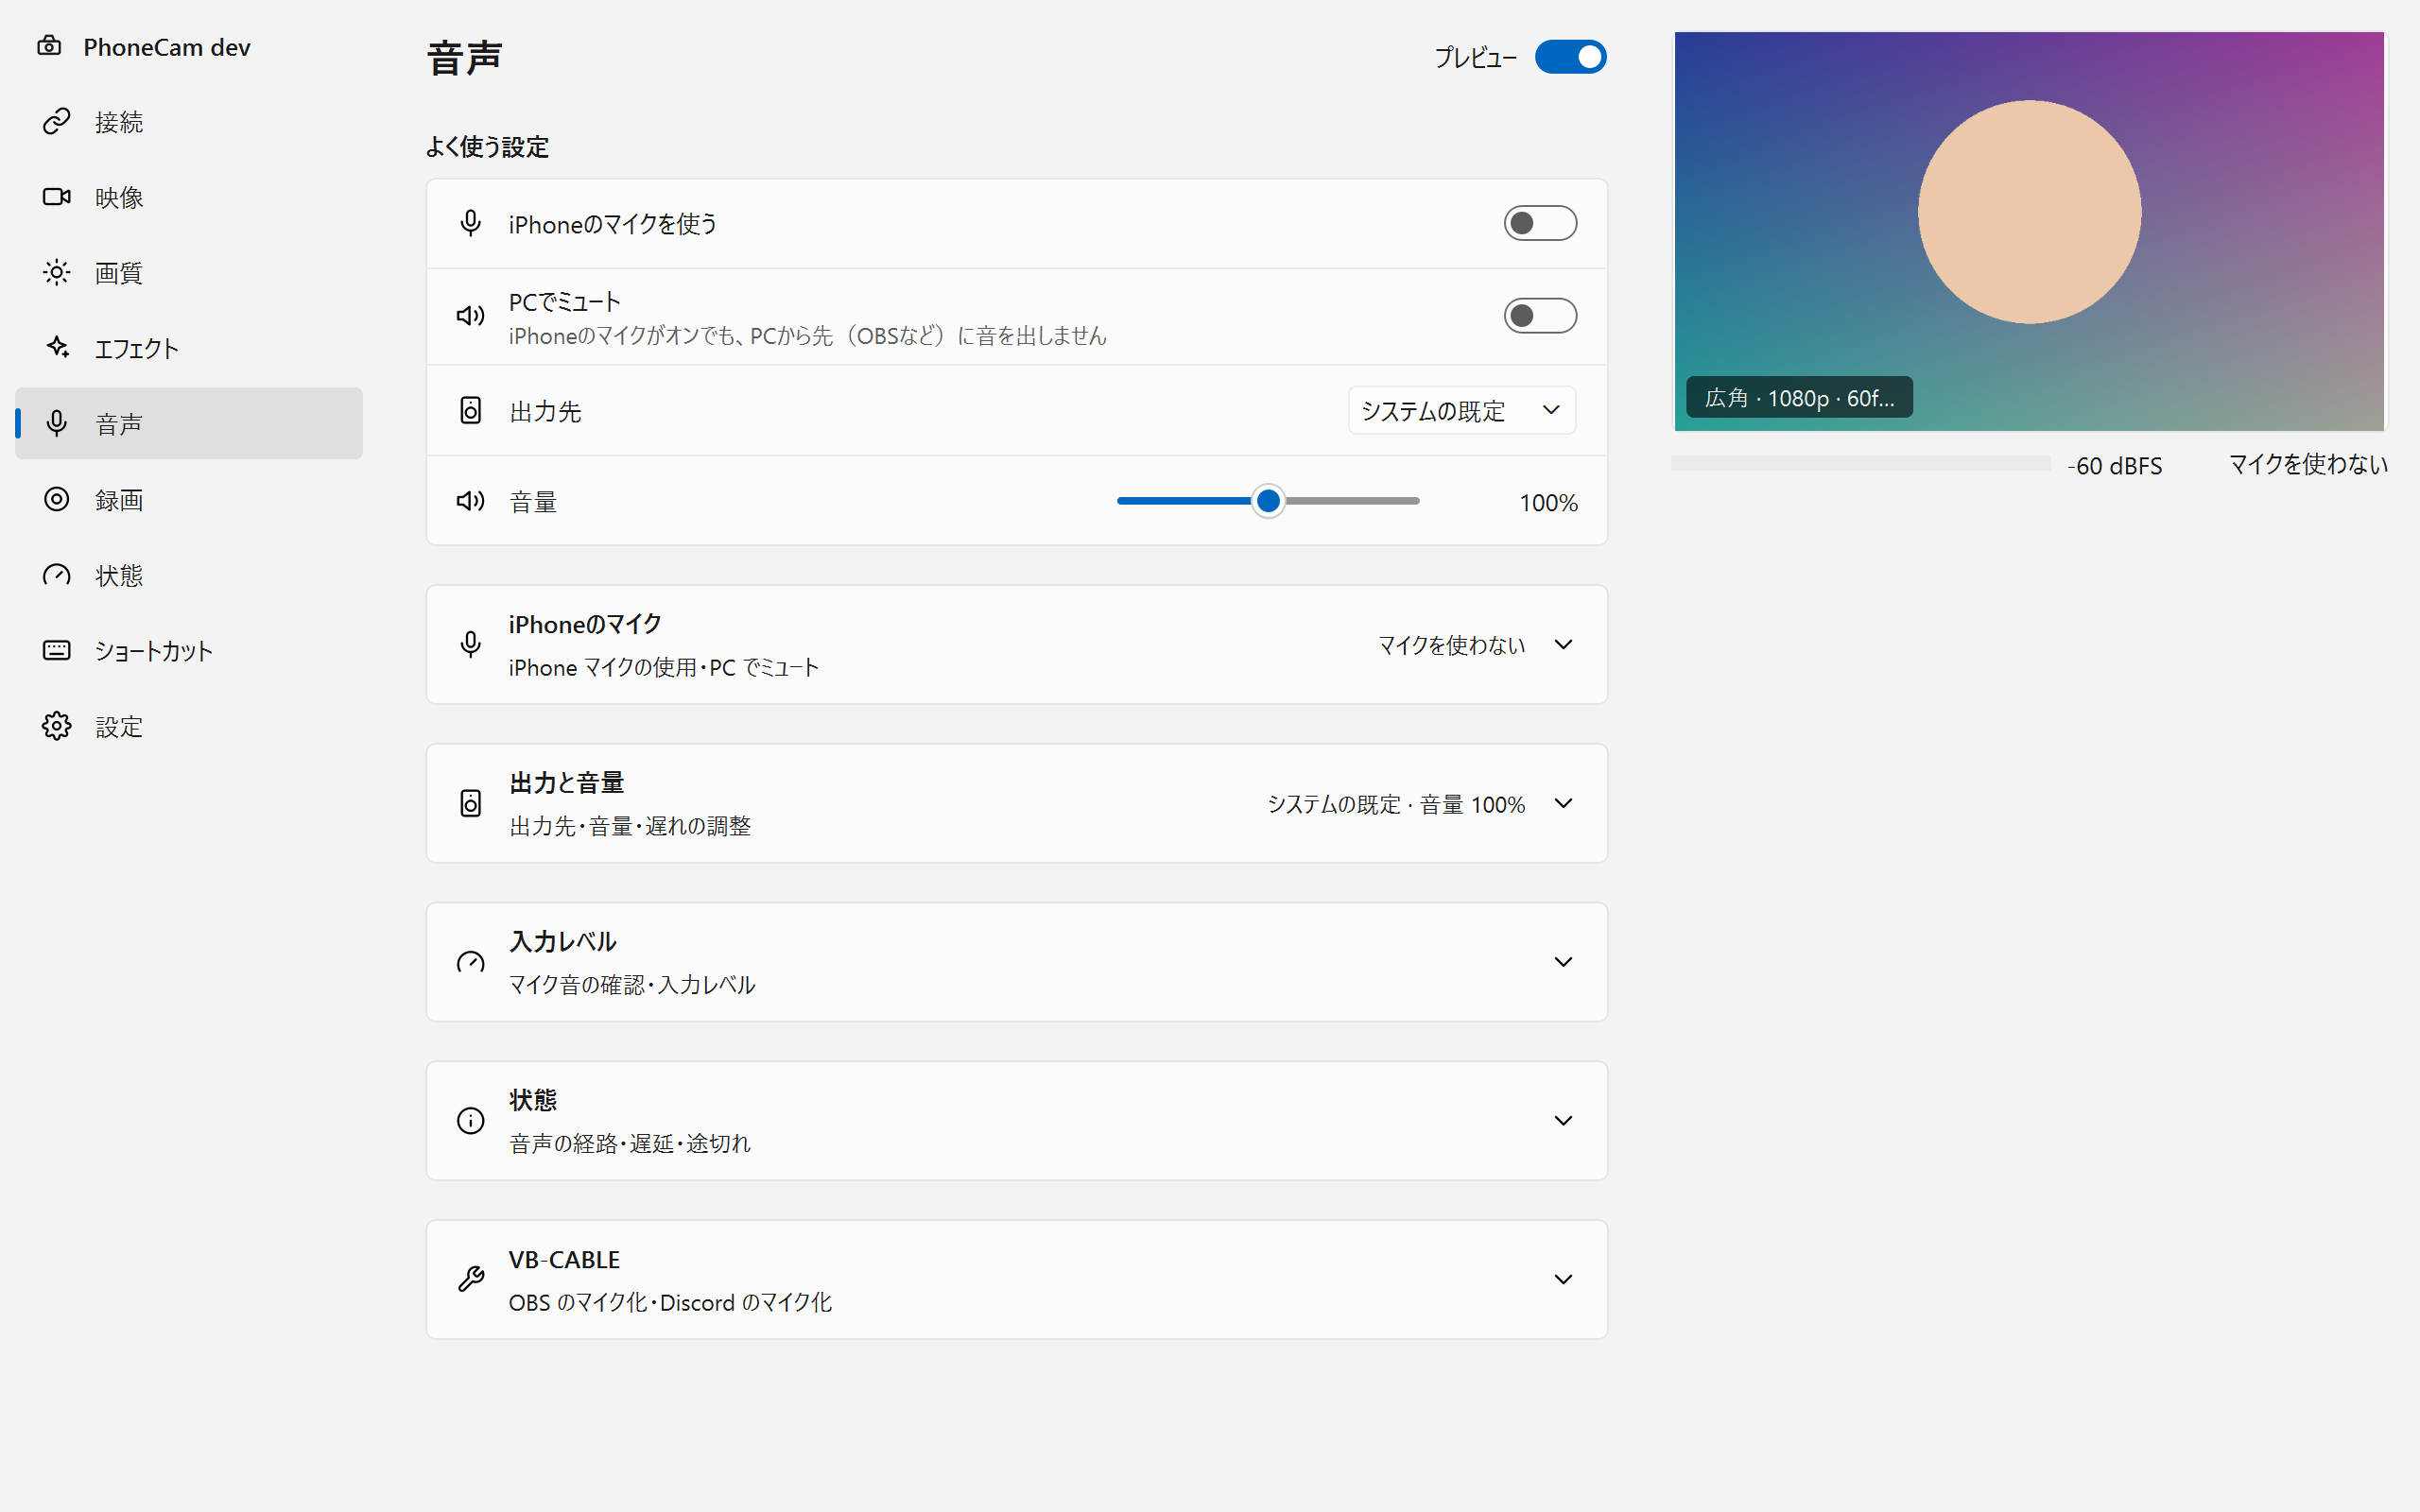 PhoneCam dev
接続
映像
画質
エフェクト
音声
録画
状態
ショートカット
設定
音声
プレビュー
よく使う設定
iPhoneのマイクを使う
PCでミュート
iPhoneのマイクがオンでも、PCから先（OBSなど）に音を出しません
出力先
システムの既定
音量
100%
iPhoneのマイク
iPhone マイクの使用・PC でミュート
マイクを使わない
出力と音量
出力先・音量・遅れの調整
システムの既定 · 音量 100%
入力レベル
マイク音の確認・入力レベル
状態
音声の経路・遅延・途切れ
VB-CABLE
OBS のマイク化・Discord のマイク化
広角 · 1080p · 60f...
-60 dBFS
マイクを使わない